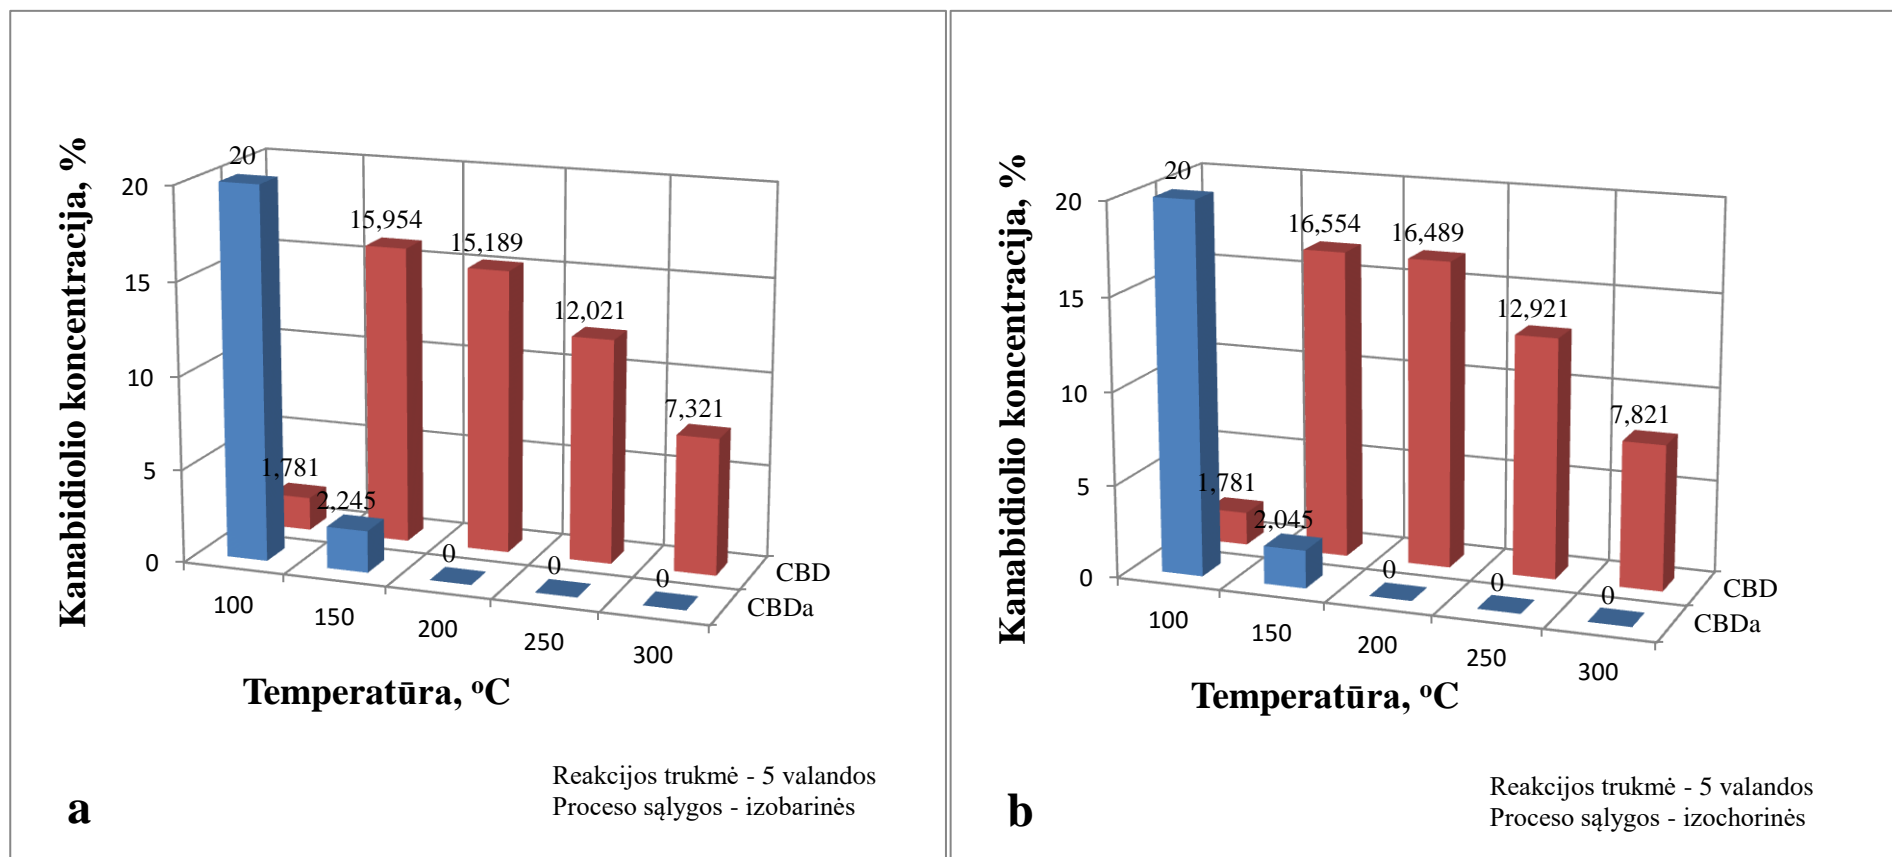 Kanabidiolio koncentracija, %
20
15
10
5
0
20
1,781
2,245
15,954
0
15,189
0
12,021
0
7,321
CBD
CBDa
100
150
200
250
300
Temperatūra, ºC
Reakcijos trukmė - 5 valandos
Proceso sąlygos - izobarinės
a
Kanabidiolio koncentracija, %
20
15
10
5
0
20
1,781
2,045
16,554
0
16,489
0
12,921
0
7,821
CBD
CBDa
100
150
200
250
300
Temperatūra, ºC
Reakcijos trukmė - 5 valandos
Proceso sąlygos - izochorinės
b